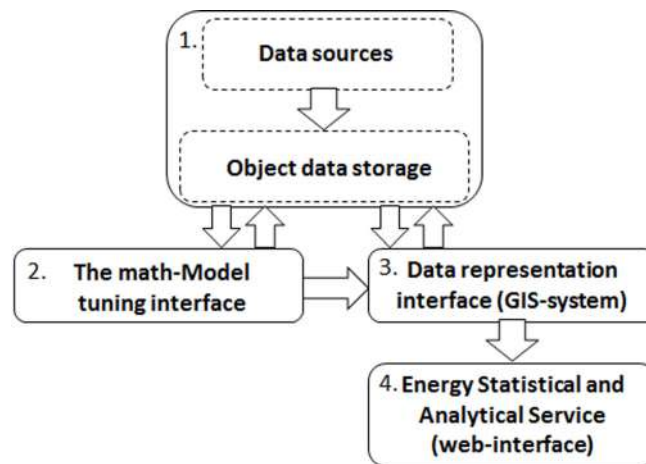 1.
Data sources
Object data storage
2. The math-Model
tuning interface
3. Data representation
interface (GIS-system)
4. Energy Statistical and
Analytical Service
(web-interface)